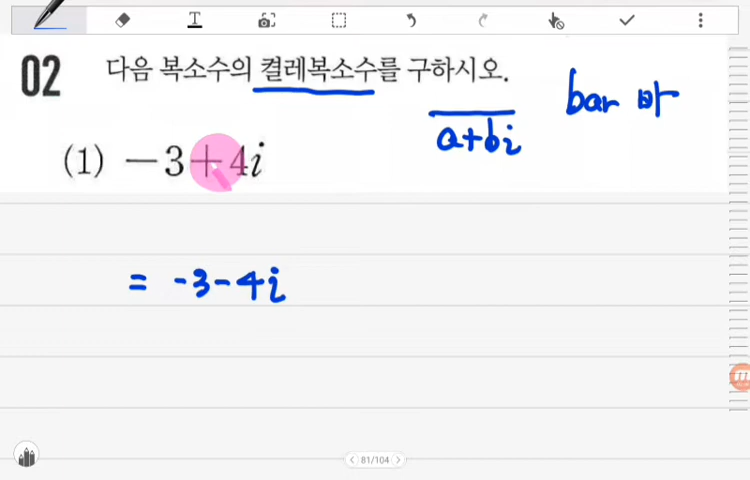 T
02 다음 복소수의 켤레복소수를 구하시오.
bar 바
a+bi
(1) −3+4i
= -3-4i
81/104